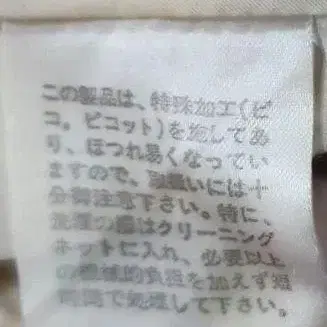 この製品は、特殊加工（ピ
コ。ピコット）を施してあ
り、ほつれ易くなってい
ますので、取扱いには十
分御注意下さい。特に、
洗濯の際はクリーニング
ネットに入れ、必要以上
の機械的負担を加えず短
時間で処理して下さい。